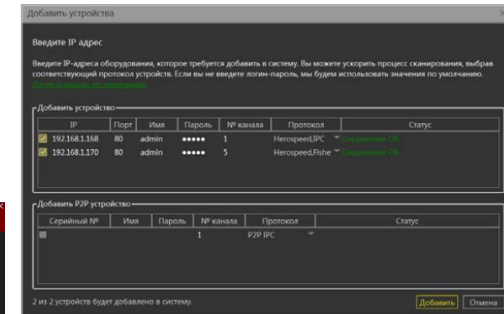 Добавить устройства
Введите IP адрес
Введите IP-адреса оборудования, которое требуется добавить в систему. Вы можете ускорить процесс сканирования, выбрав
соответствующий протокол устройств. Если вы не введете логин-пароль, мы будем использовать значения по умолчанию.
Добавить устройство
IP Порт Имя Пароль № канала Протокол Статус
192.168.1.168 80 admin ●●●●● 1 Herospeed,IPC Соединение OK
192.168.1.170 80 admin ●●●●● 5 Herospeed,Fishe Соединение OK
Добавить P2P устройство
Серийный № Имя Пароль № канала Протокол Статус
1 P2P IPC
2 из 2 устройств будет добавлено в систему.
Добавить Отмена